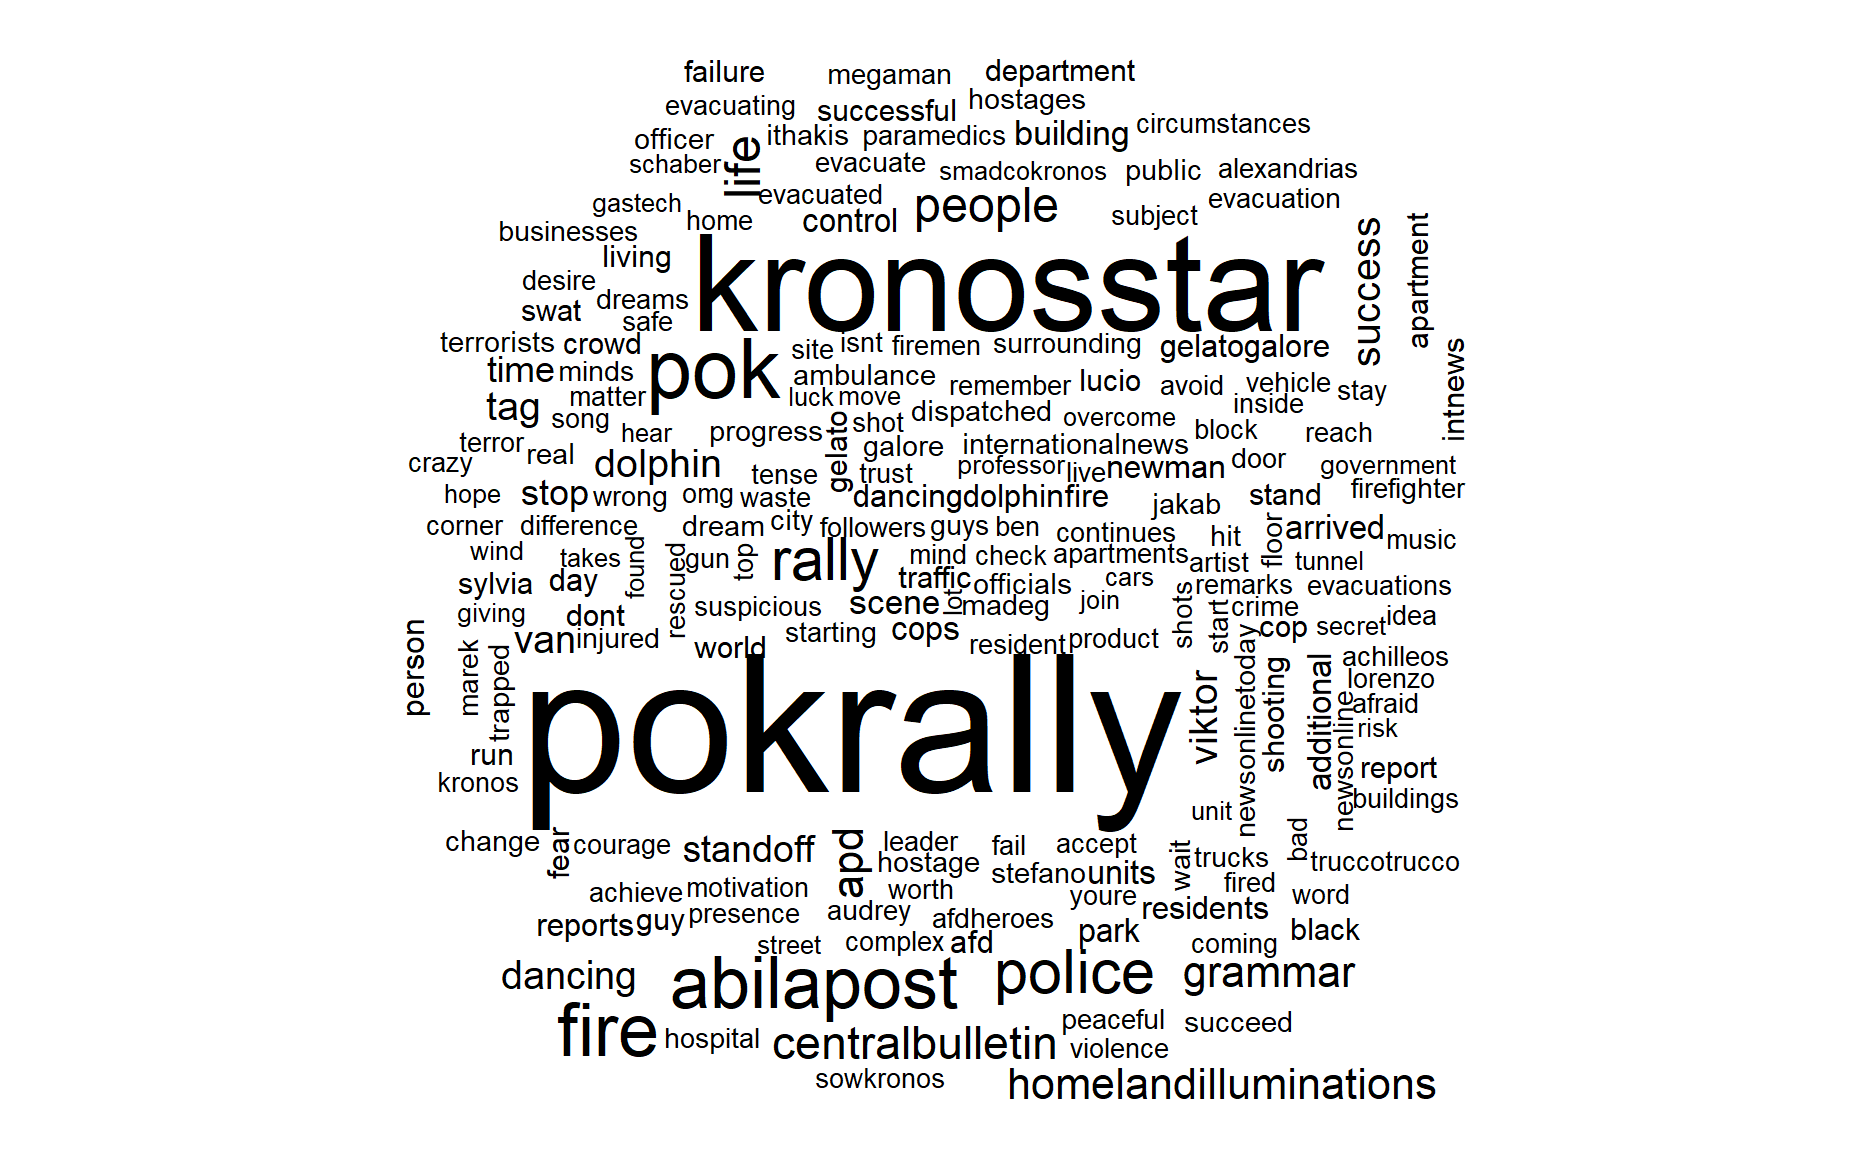 failure megaman department
evacuating successful hostages
officer life ithakis paramedics building circumstances
schaber evacuate smadcokronos public alexandrias
gastech evacuated people evacuation
businesses home control subject
living kronosstar success apartment
desire dreams
swat safe
terrorists crowd pok site isnt firemen surrounding gelatogalore intnews
time minds ambulance remember lucio avoid vehicle stay
tag matter luck move inside
song gelato shot dispatched overcome
terror hear progress galore internationalnews block reach
crazy real dolphin tense trust professor live newman door government
hope stop wrong omg waste dancingdolphinfire jakab stand firefighter
corner difference dream city followers guys ben continues hit floor arrived music
wind takes found rescued gun top rally mind check apartments artist tunnel
sylvia day traffic officials cars remarks evacuations
giving dont suspicious scene lot madeg join shots start crime idea
person marek trapped van injured world starting cops resident product cop secret
pokrally viktor newsonlinetoday shooting additional newsonline achilleos
lorenzo
afraid
risk
run report
kronos buildings
unit
change fear courage standoff apd leader fail accept wait trucks bad truccotrucco
hostage
achieve motivation worth stefano units fired word
reports guy presence audrey afdheroes youre residents
street complex afd park coming black
dancing abilapost police grammar
fire hospital centralbulletin peaceful succeed
violence
sowkronos homelandilluminations